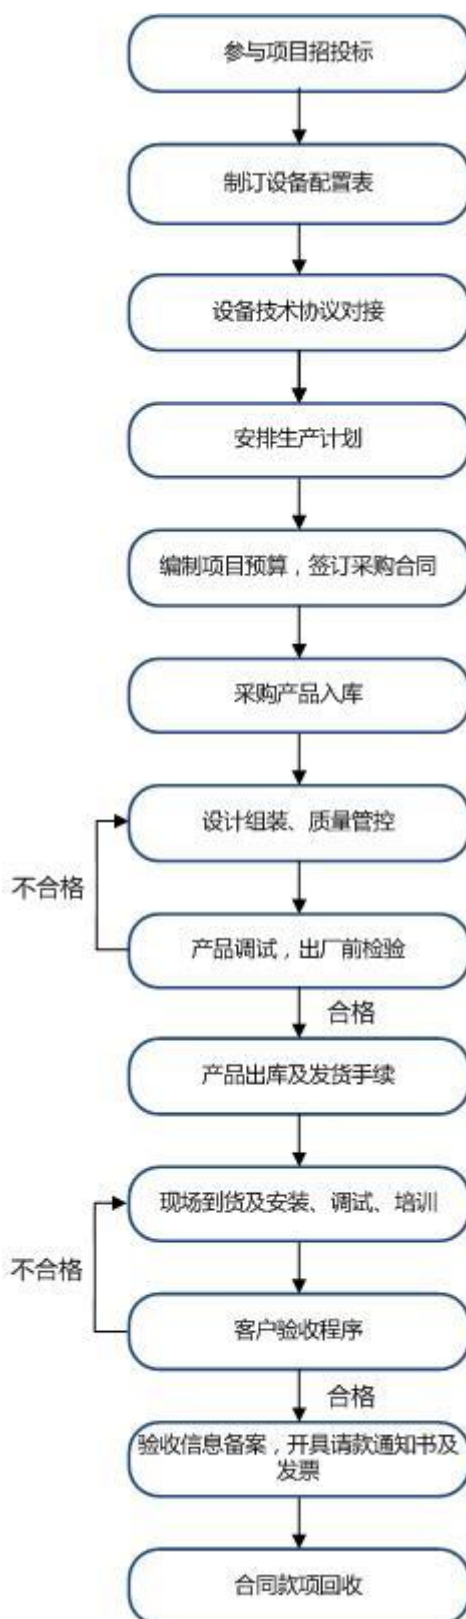 参与项目招投标
制订设备配置表
设备技术协议对接
安排生产计划
编制项目预算，签订采购合同
采购产品入库
设计组装、质量管控
不合格
产品调试，出厂前检验
合格
产品出库及发货手续
现场到货及安装、调试、培训
不合格
客户验收程序
合格
验收信息备案，开具请款通知书及
发票
合同款项回收